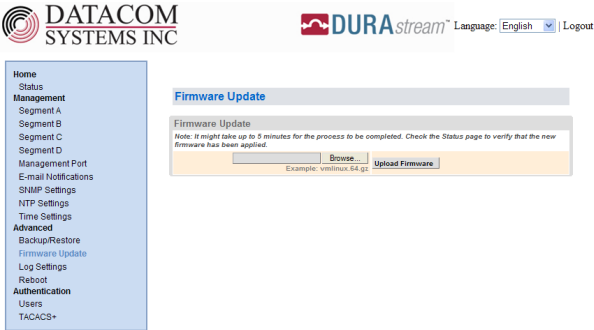 DATACOM
SYSTEMS INC
DURAstream™ Language: English | Logout
Home
Status
Management
Segment A
Segment B
Segment C
Segment D
Management Port
E-mail Notifications
SNMP Settings
NTP Settings
Time Settings
Advanced
Backup/Restore
Firmware Update
Log Settings
Reboot
Authentication
Users
TACACS+
Firmware Update
Firmware Update
Note: It might take up to 5 minutes for the process to be completed. Check the Status page to verify that the new
firmware has been applied.
Browse... Upload Firmware
Example: vmlinux.64.gz